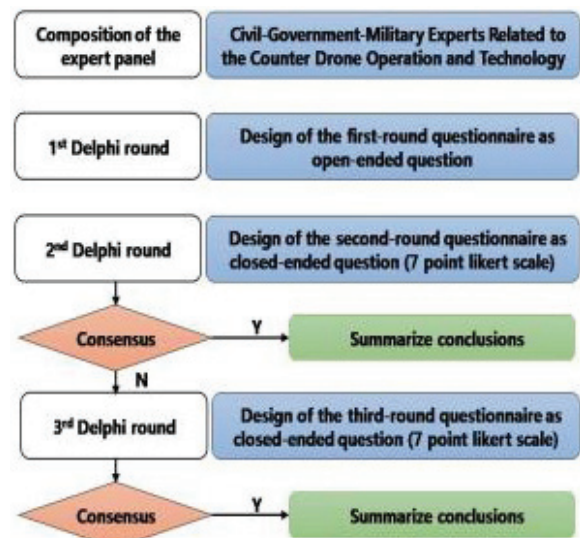 Composition of the
expert panel
Civil-Government-Military Experts Related to
the Counter Drone Operation and Technology
1st Delphi round
Design of the first-round questionnaire as
open-ended question
2nd Delphi round
Design of the second-round questionnaire as
closed-ended question (7 point likert scale)
Consensus
Y
Summarize conclusions
N
3rd Delphi round
Design of the third-round questionnaire as
closed-ended question (7 point likert scale)
Consensus
Y
Summarize conclusions